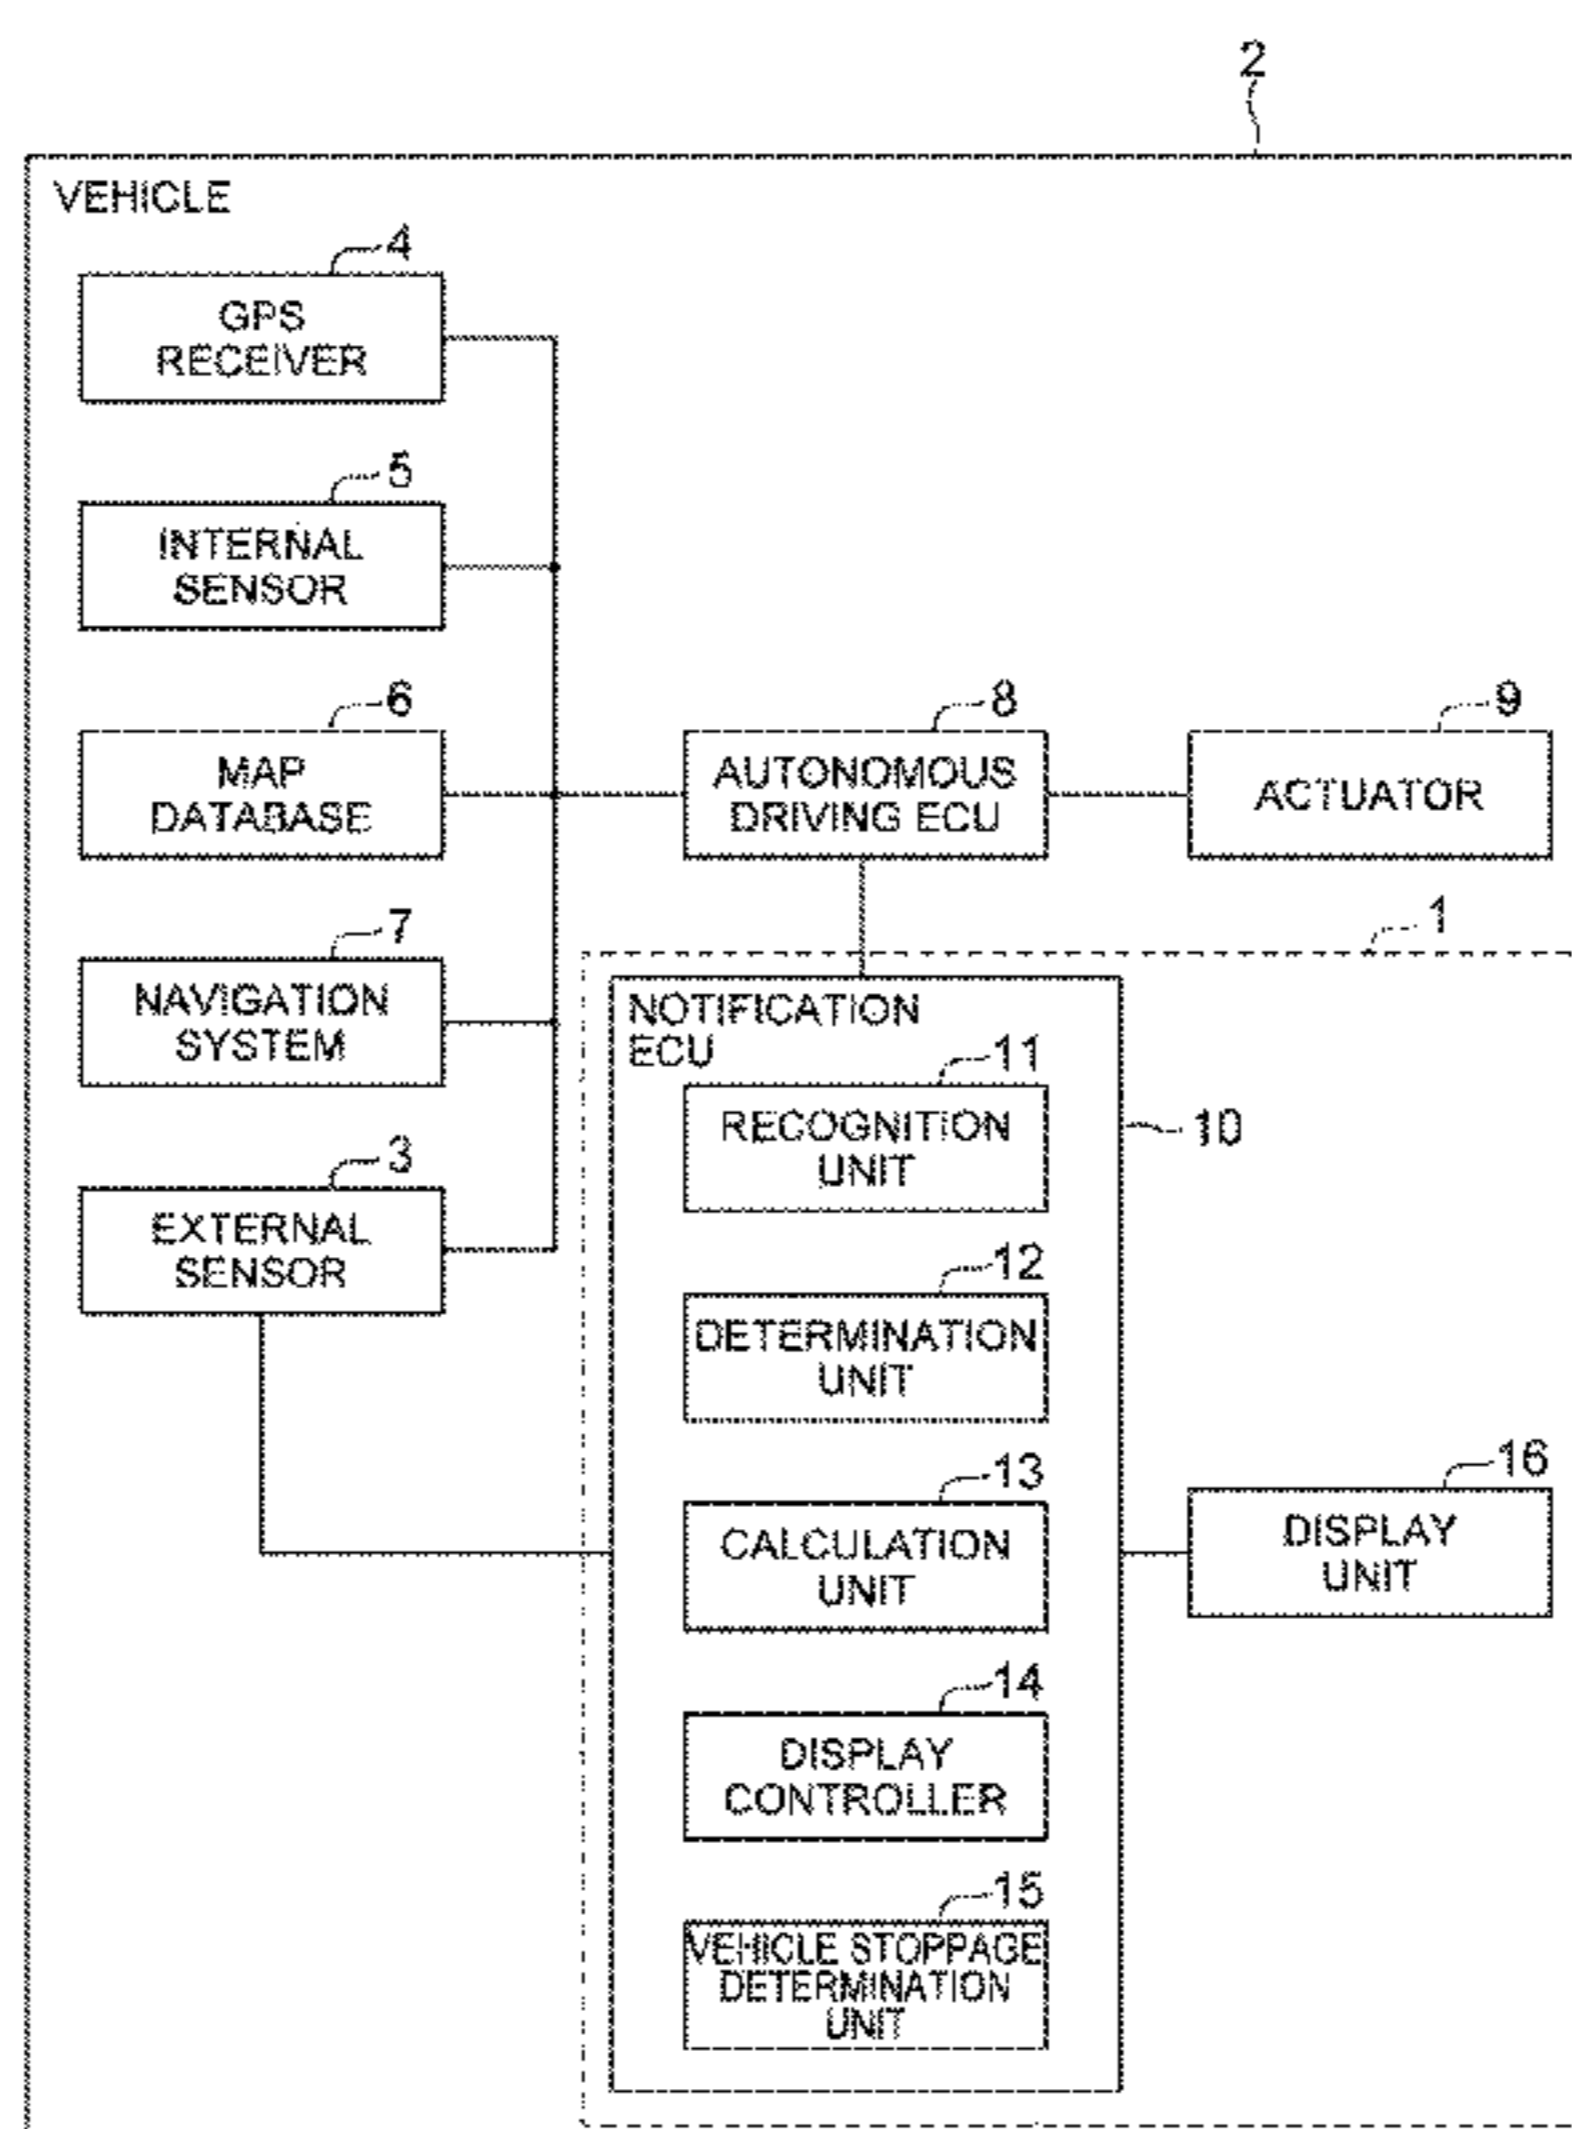 2
VEHICLE
4
GPS
RECEIVER
5
INTERNAL
SENSOR
6
MAP
DATABASE
8
AUTONOMOUS
DRIVING ECU
9
ACTUATOR
7
NAVIGATION
SYSTEM
1
NOTIFICATION
ECU
10
11
RECOGNITION
UNIT
3
EXTERNAL
SENSOR
12
DETERMINATION
UNIT
13
CALCULATION
UNIT
16
DISPLAY
UNIT
14
DISPLAY
CONTROLLER
15
VEHICLE STOPPAGE
DETERMINATION
UNIT